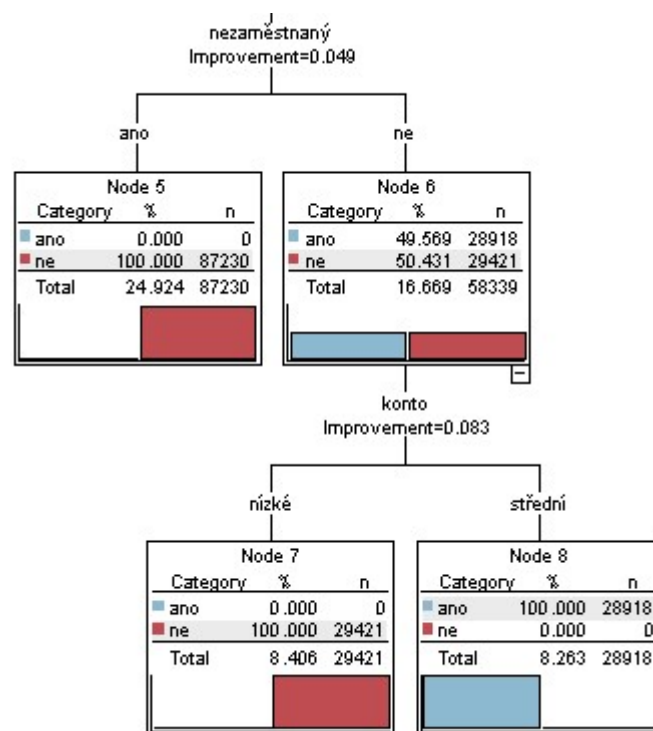 nezaměstnaný
Improvement=0.049
ano
ne
Node 5
Category % n
ano 0.000 0
ne 100.000 87230
Total 24.924 87230
Node 6
Category % n
ano 49.569 28918
ne 50.431 29421
Total 16.669 58339
konto
Improvement=0.083
nízké
střední
Node 7
Category % n
ano 0.000 0
ne 100.000 29421
Total 8.406 29421
Node 8
Category % n
ano 100.000 28918
ne 0.000 0
Total 8.263 28918